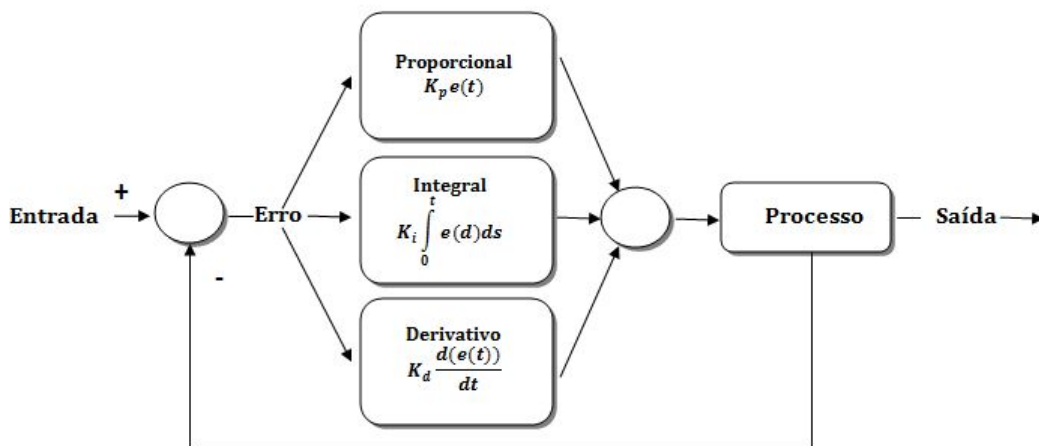 Proporcional
K_p e(t)
+
Entrada
Erro
Integral
K_i ∫_0^t e(d)ds
Processo
Saída
-
Derivativo
K_d d(e(t))/dt